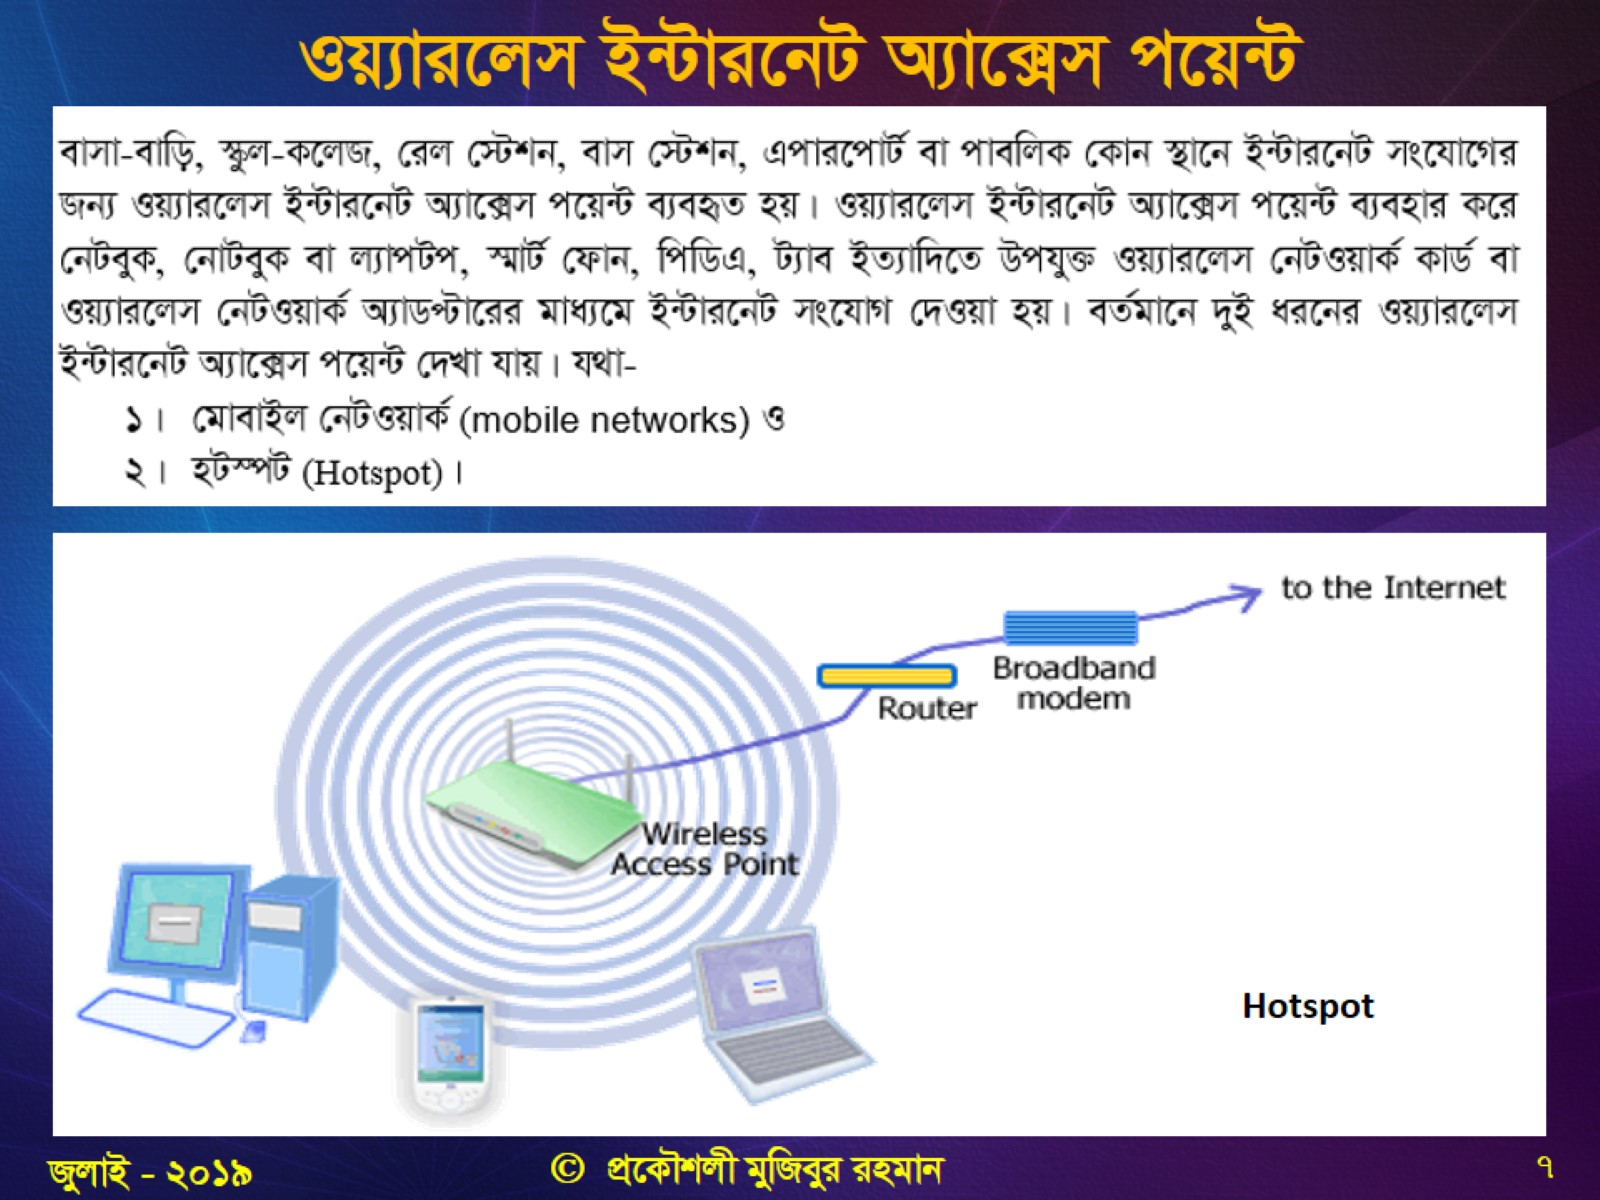 ওয়্যারলেস ইন্টারনেট অ্যাক্সেস পয়েন্ট
বাসা-বাড়ি, স্কুল-কলেজ, রেল স্টেশন, বাস স্টেশন, এপারপোর্ট বা পাবলিক কোন স্থানে ইন্টারনেট সংযোগের
জন্য ওয়্যারলেস ইন্টারনেট অ্যাক্সেস পয়েন্ট ব্যবহৃত হয়। ওয়্যারলেস ইন্টারনেট অ্যাক্সেস পয়েন্ট ব্যবহার করে
নেটবুক, নোটবুক বা ল্যাপটপ, স্মার্ট ফোন, পিডিএ, ট্যাব ইত্যাদিতে উপযুক্ত ওয়্যারলেস নেটওয়ার্ক কার্ড বা
ওয়্যারলেস নেটওয়ার্ক অ্যাডপ্টারের মাধ্যমে ইন্টারনেট সংযোগ দেওয়া হয়। বর্তমানে দুই ধরনের ওয়্যারলেস
ইন্টারনেট অ্যাক্সেস পয়েন্ট দেখা যায়। যথা-
১। মোবাইল নেটওয়ার্ক (mobile networks) ও
২। হটস্পট (Hotspot)।
to the Internet
Broadband
modem
Router
Wireless
Access Point
Hotspot
জুলাই - ২০১৯
© প্রকৌশলী মুজিবুর রহমান
৭